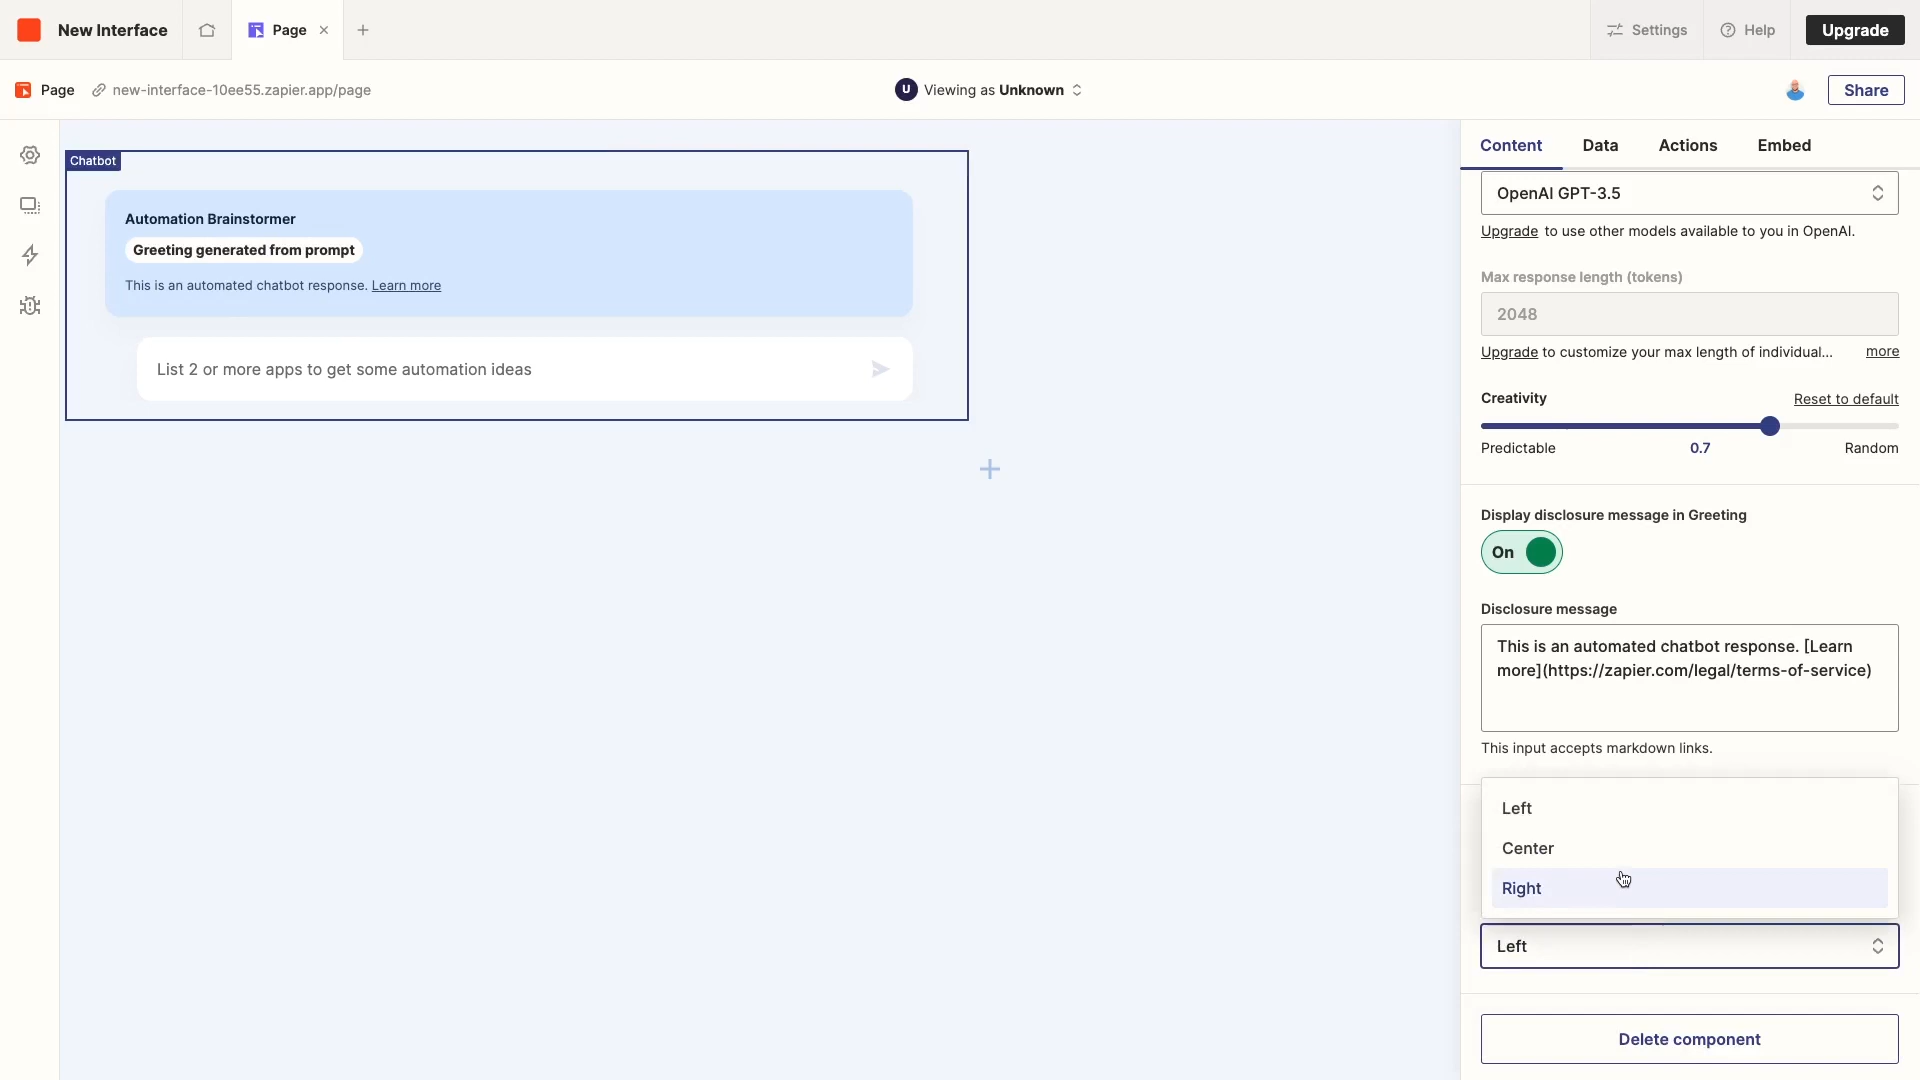 New Interface
Page
Settings
Help
Upgrade
Page
new-interface-10ee55.zapier.app/page
U
Viewing as Unknown
Share
Chatbot
Automation Brainstormer
Greeting generated from prompt
This is an automated chatbot response. Learn more
List 2 or more apps to get some automation ideas
Content
Data
Actions
Embed
OpenAI GPT-3.5
Upgrade to use other models available to you in OpenAI.
Max response length (tokens)
2048
Upgrade to customize your max length of individual... more
Creativity
Reset to default
Predictable
0.7
Random
Display disclosure message in Greeting
On
Disclosure message
This is an automated chatbot response. [Learn
more](https://zapier.com/legal/terms-of-service)
This input accepts markdown links.
Left
Center
Right
Left
Delete component